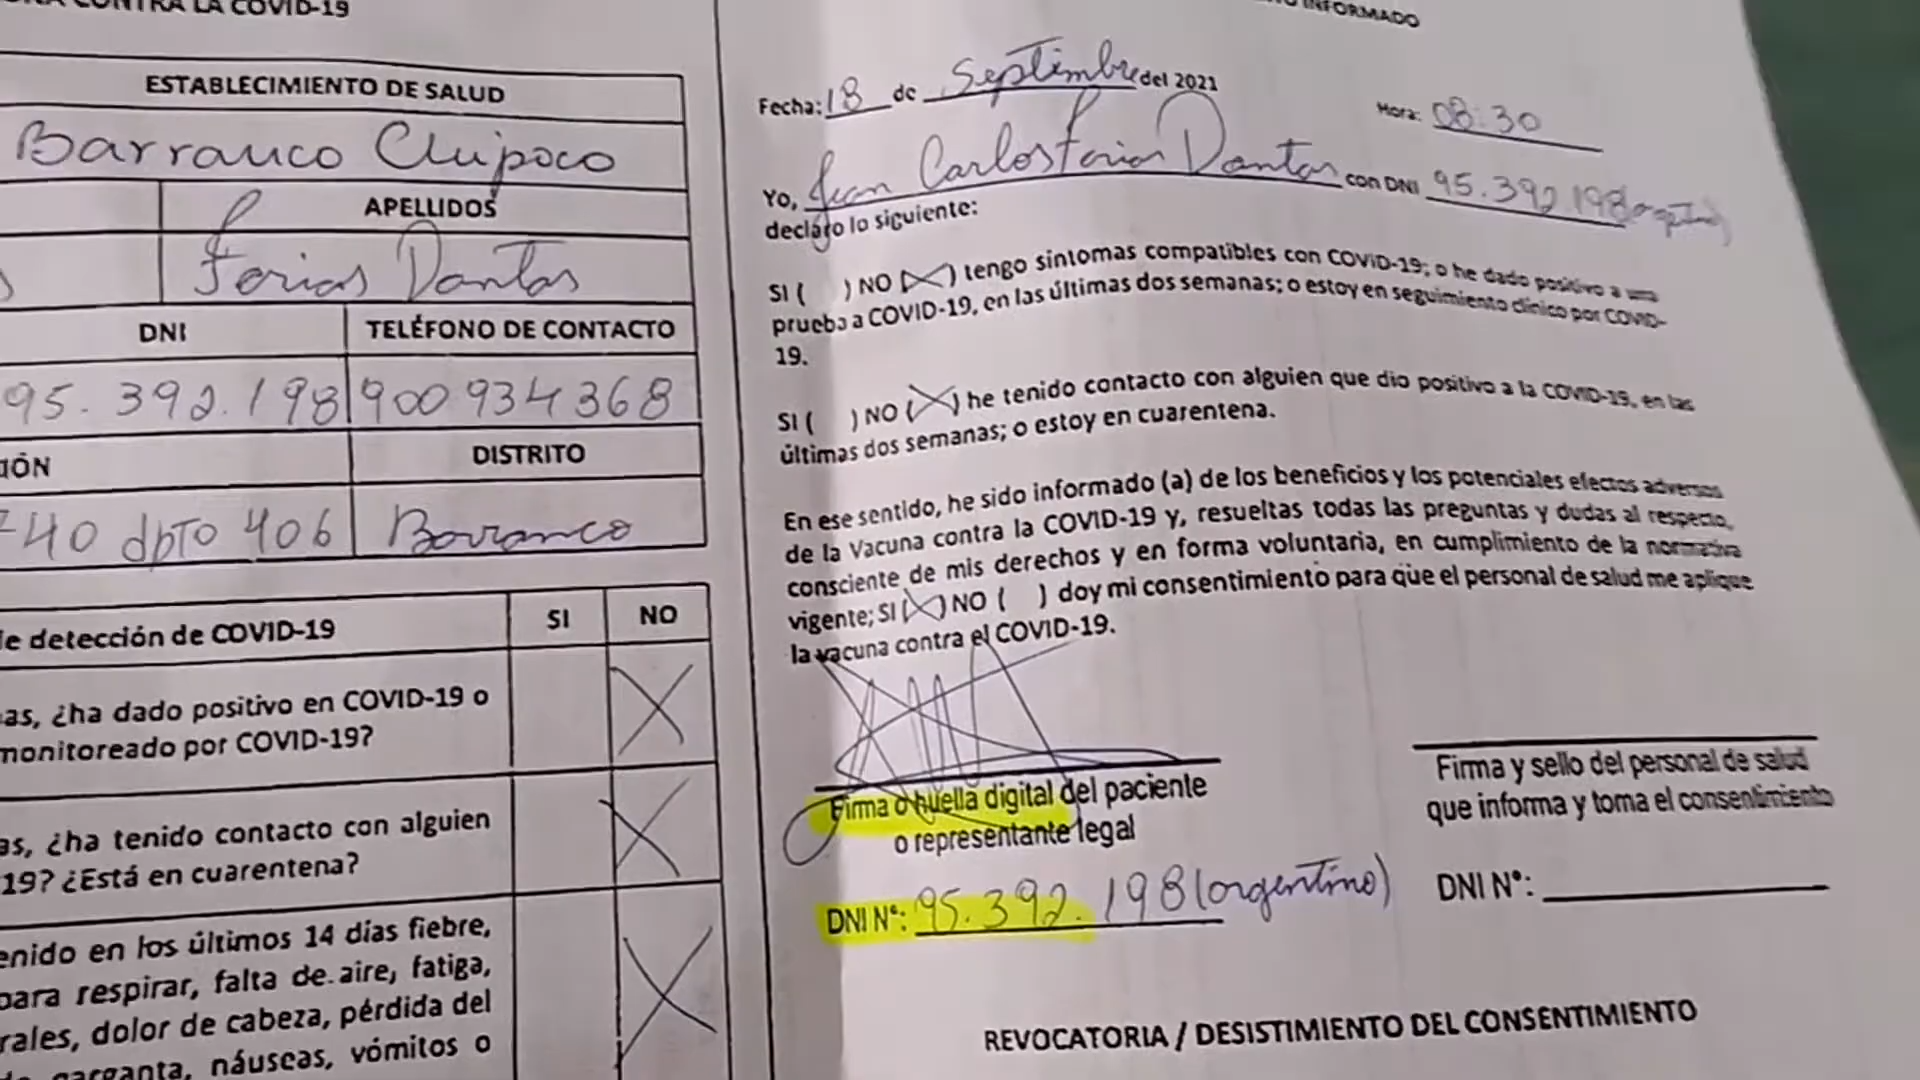 CONTRA LA COVID-19
ESTABLECIMIENTO DE SALUD
Barranco Chipoco
APELLIDOS
Farias Dantas
DNI
TELÉFONO DE CONTACTO
95.392.198
900 934 368
DISTRITO
40 dpto 406
Barranco
de detección de COVID-19
SI
NO
as, ¿ha dado positivo en COVID-19 o
monitoreado por COVID-19?
as, ¿ha tenido contacto con alguien
19? ¿Está en cuarentena?
en los últimos 14 días fiebre,
para respirar, falta de aire, fatiga,
dolor de cabeza, pérdida del
garganta, náuseas, vómitos o
INFORMADO
Fecha: 18 de Septimbre del 2021
Hora: 08:30
Yo, Juan Carlos Farias Dantas con DNI 95.392.198 (argentino)
declaro lo siguiente:
SI ( ) NO (X) tengo síntomas compatibles con COVID-19; o he dado positivo a una
prueba a COVID-19, en las últimas dos semanas; o estoy en seguimiento clínico por COVID-
19.
SI ( ) NO (X) he tenido contacto con alguien que dio positivo a la COVID-19, en las
últimas dos semanas; o estoy en cuarentena.
En ese sentido, he sido informado (a) de los beneficios y los potenciales efectos adversos
de la Vacuna contra la COVID-19 y, resueltas todas las preguntas y dudas al respecto,
consciente de mis derechos y en forma voluntaria, en cumplimiento de la normativa
vigente; SI (X) NO ( ) doy mi consentimiento para que el personal de salud me aplique
la vacuna contra el COVID-19.
Firma o huella digital del paciente
o representante legal
DNI N°: 95.392.198 (argentino)
Firma y sello del personal de salud
que informa y toma el consentimiento
DNI N°:
REVOCATORIA / DESISTIMIENTO DEL CONSENTIMIENTO